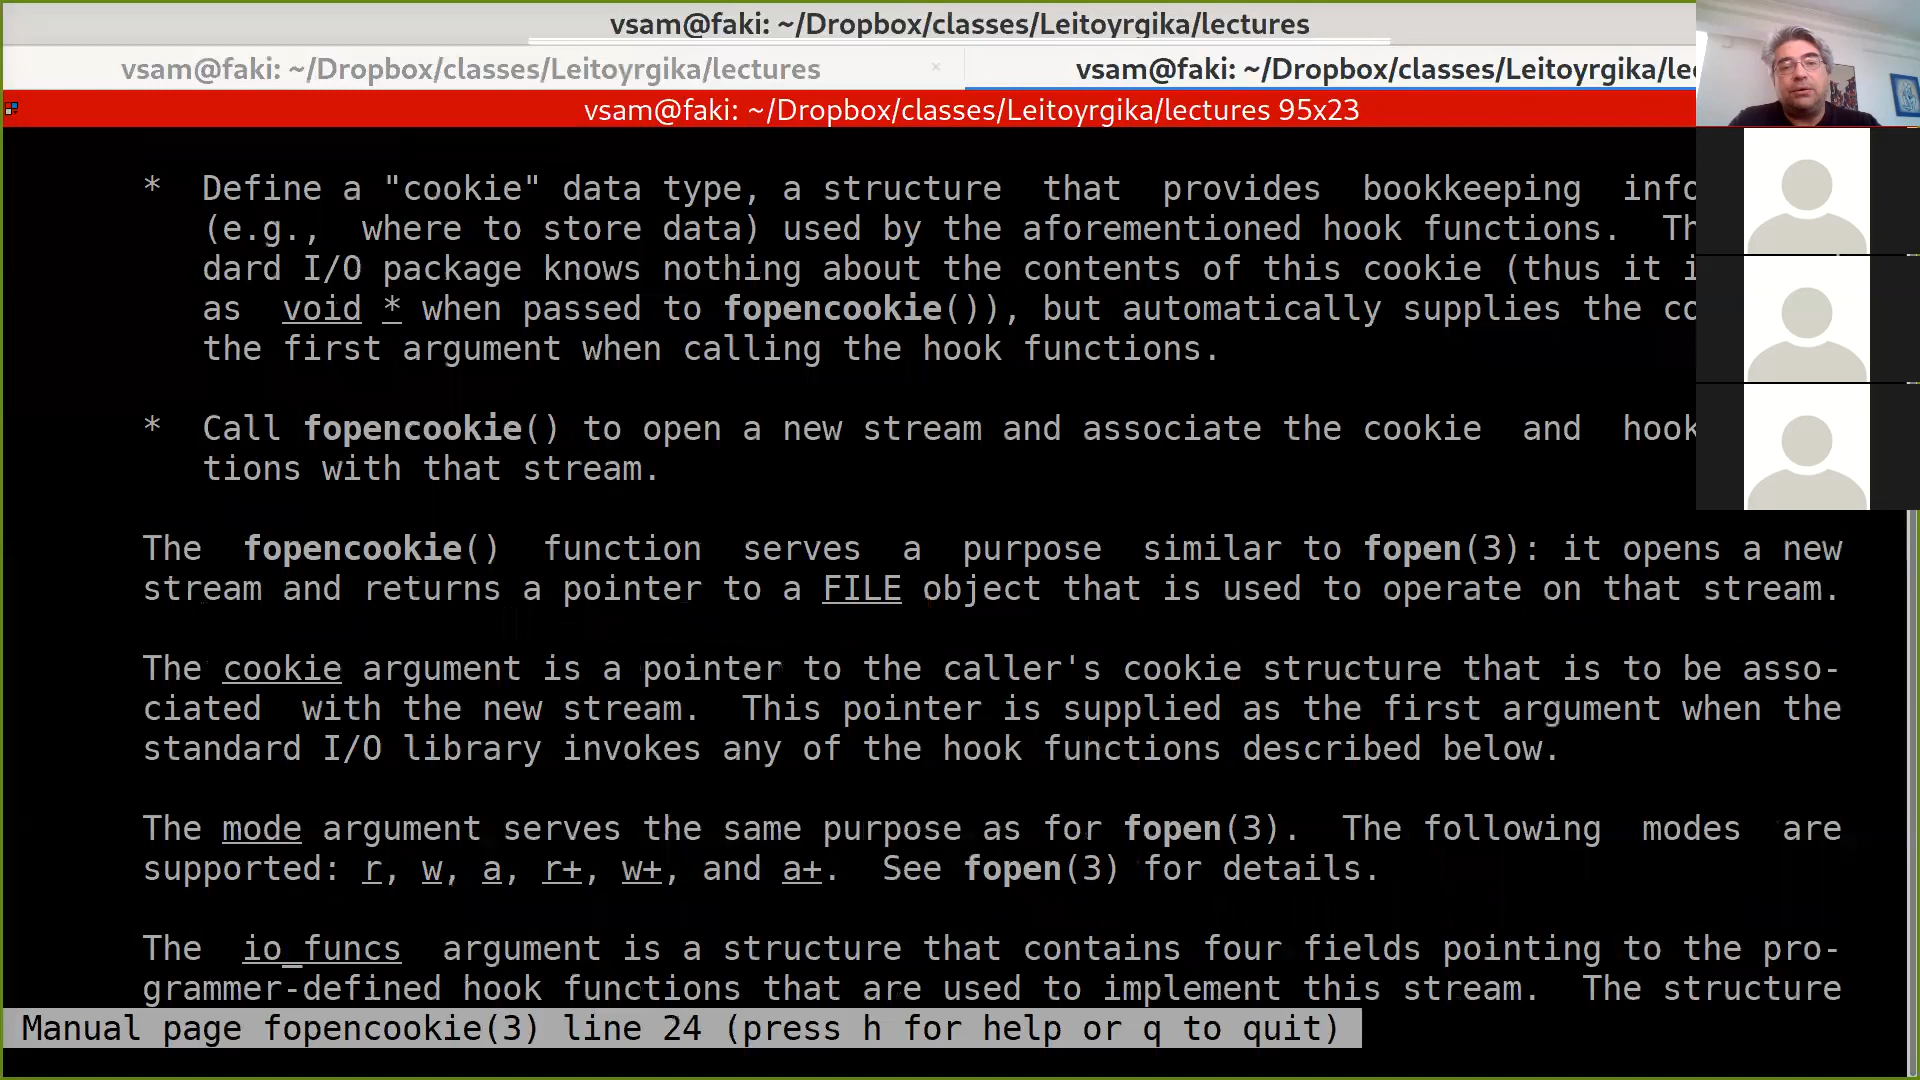 vsam@faki: ~/Dropbox/classes/Leitoyrgika/lectures
vsam@faki: ~/Dropbox/classes/Leitoyrgika/lectures × vsam@faki: ~/Dropbox/classes/Leitoyrgika/le
vsam@faki: ~/Dropbox/classes/Leitoyrgika/lectures 95x23
* Define a "cookie" data type, a structure that provides bookkeeping info
(e.g., where to store data) used by the aforementioned hook functions. Th
dard I/O package knows nothing about the contents of this cookie (thus it i
as void * when passed to fopencookie()), but automatically supplies the co
the first argument when calling the hook functions.
* Call fopencookie() to open a new stream and associate the cookie and hook
tions with that stream.
The fopencookie() function serves a purpose similar to fopen(3): it opens a new
stream and returns a pointer to a FILE object that is used to operate on that stream.
The cookie argument is a pointer to the caller's cookie structure that is to be asso-
ciated with the new stream. This pointer is supplied as the first argument when the
standard I/O library invokes any of the hook functions described below.
The mode argument serves the same purpose as for fopen(3). The following modes are
supported: r, w, a, r+, w+, and a+. See fopen(3) for details.
The io_funcs argument is a structure that contains four fields pointing to the pro-
grammer-defined hook functions that are used to implement this stream. The structure
Manual page fopencookie(3) line 24 (press h for help or q to quit)